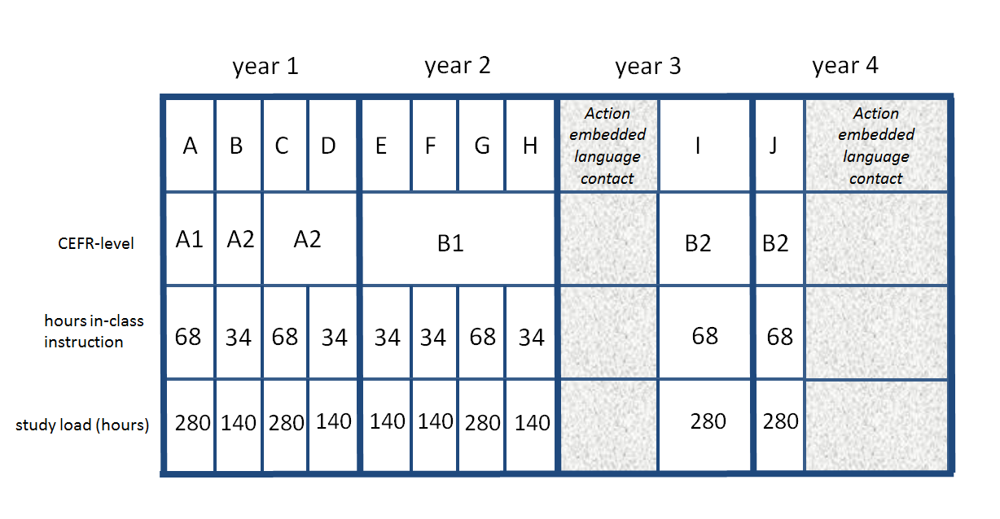 year 1 year 2 year 3 year 4
A B C D E F G H Action embedded language contact I J Action embedded language contact
CEFR-level A1 A2 A2 B1 B2 B2
hours in-class instruction 68 34 68 34 34 34 68 34 68 68
study load (hours) 280 140 280 140 140 140 280 140 280 280